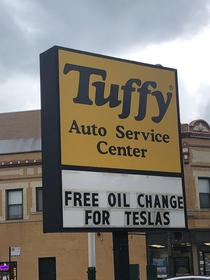 Tuffy®
Auto Service
Center
FREE OIL CHANGE
FOR TESLAS